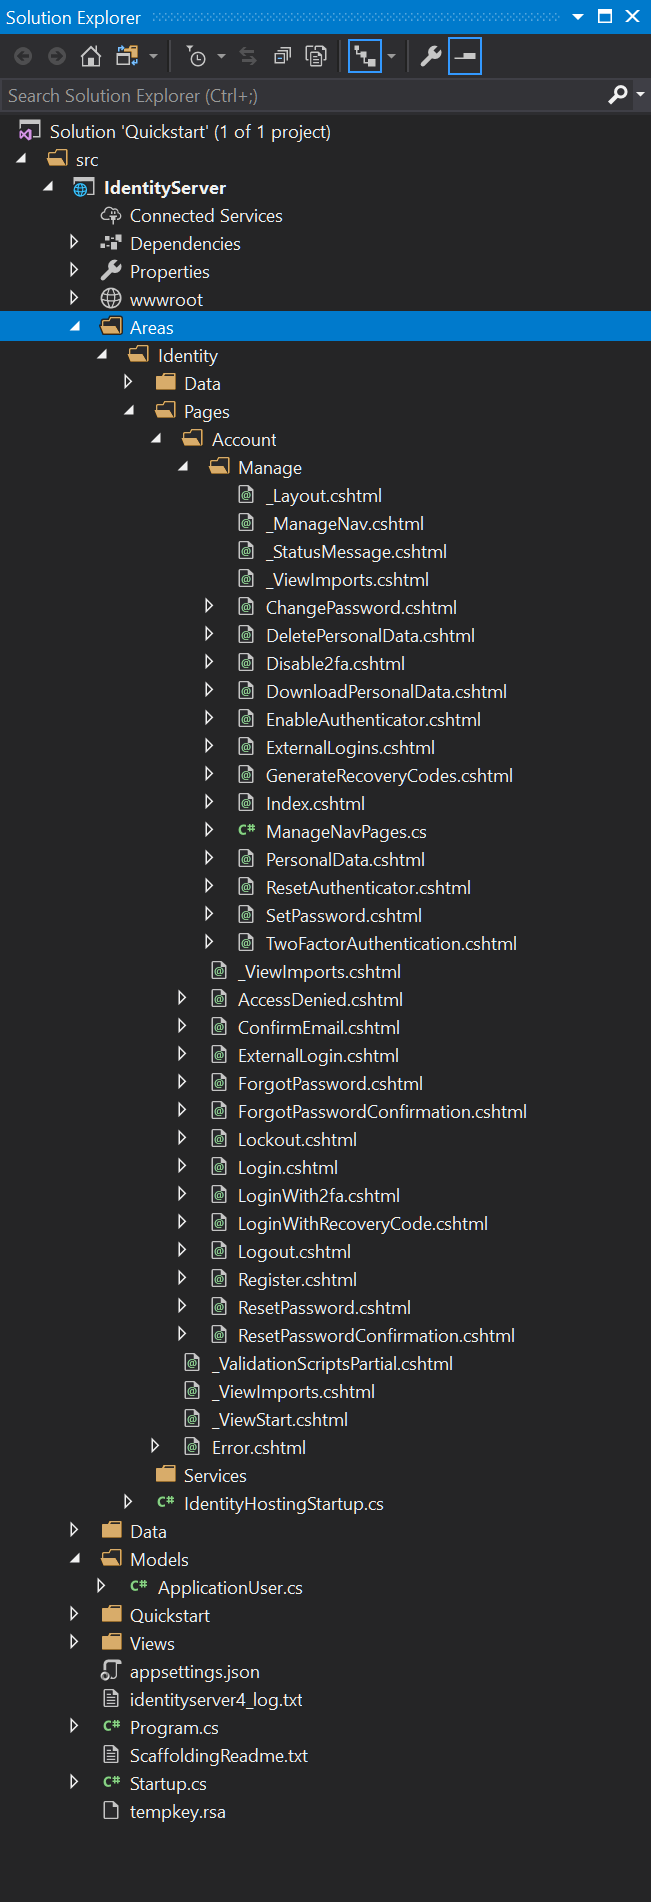 Solution Explorer
Search Solution Explorer (Ctrl+;)
Solution 'Quickstart' (1 of 1 project)
src
IdentityServer
Connected Services
Dependencies
Properties
wwwroot
Areas
Identity
Data
Pages
Account
Manage
_Layout.cshtml
_ManageNav.cshtml
_StatusMessage.cshtml
_ViewImports.cshtml
ChangePassword.cshtml
DeletePersonalData.cshtml
Disable2fa.cshtml
DownloadPersonalData.cshtml
EnableAuthenticator.cshtml
ExternalLogins.cshtml
GenerateRecoveryCodes.cshtml
Index.cshtml
C# ManageNavPages.cs
PersonalData.cshtml
ResetAuthenticator.cshtml
SetPassword.cshtml
TwoFactorAuthentication.cshtml
_ViewImports.cshtml
AccessDenied.cshtml
ConfirmEmail.cshtml
ExternalLogin.cshtml
ForgotPassword.cshtml
ForgotPasswordConfirmation.cshtml
Lockout.cshtml
Login.cshtml
LoginWith2fa.cshtml
LoginWithRecoveryCode.cshtml
Logout.cshtml
Register.cshtml
ResetPassword.cshtml
ResetPasswordConfirmation.cshtml
_ValidationScriptsPartial.cshtml
_ViewImports.cshtml
_ViewStart.cshtml
Error.cshtml
Services
C# IdentityHostingStartup.cs
Data
Models
C# ApplicationUser.cs
Quickstart
Views
appsettings.json
identityserver4_log.txt
C# Program.cs
ScaffoldingReadme.txt
C# Startup.cs
tempkey.rsa